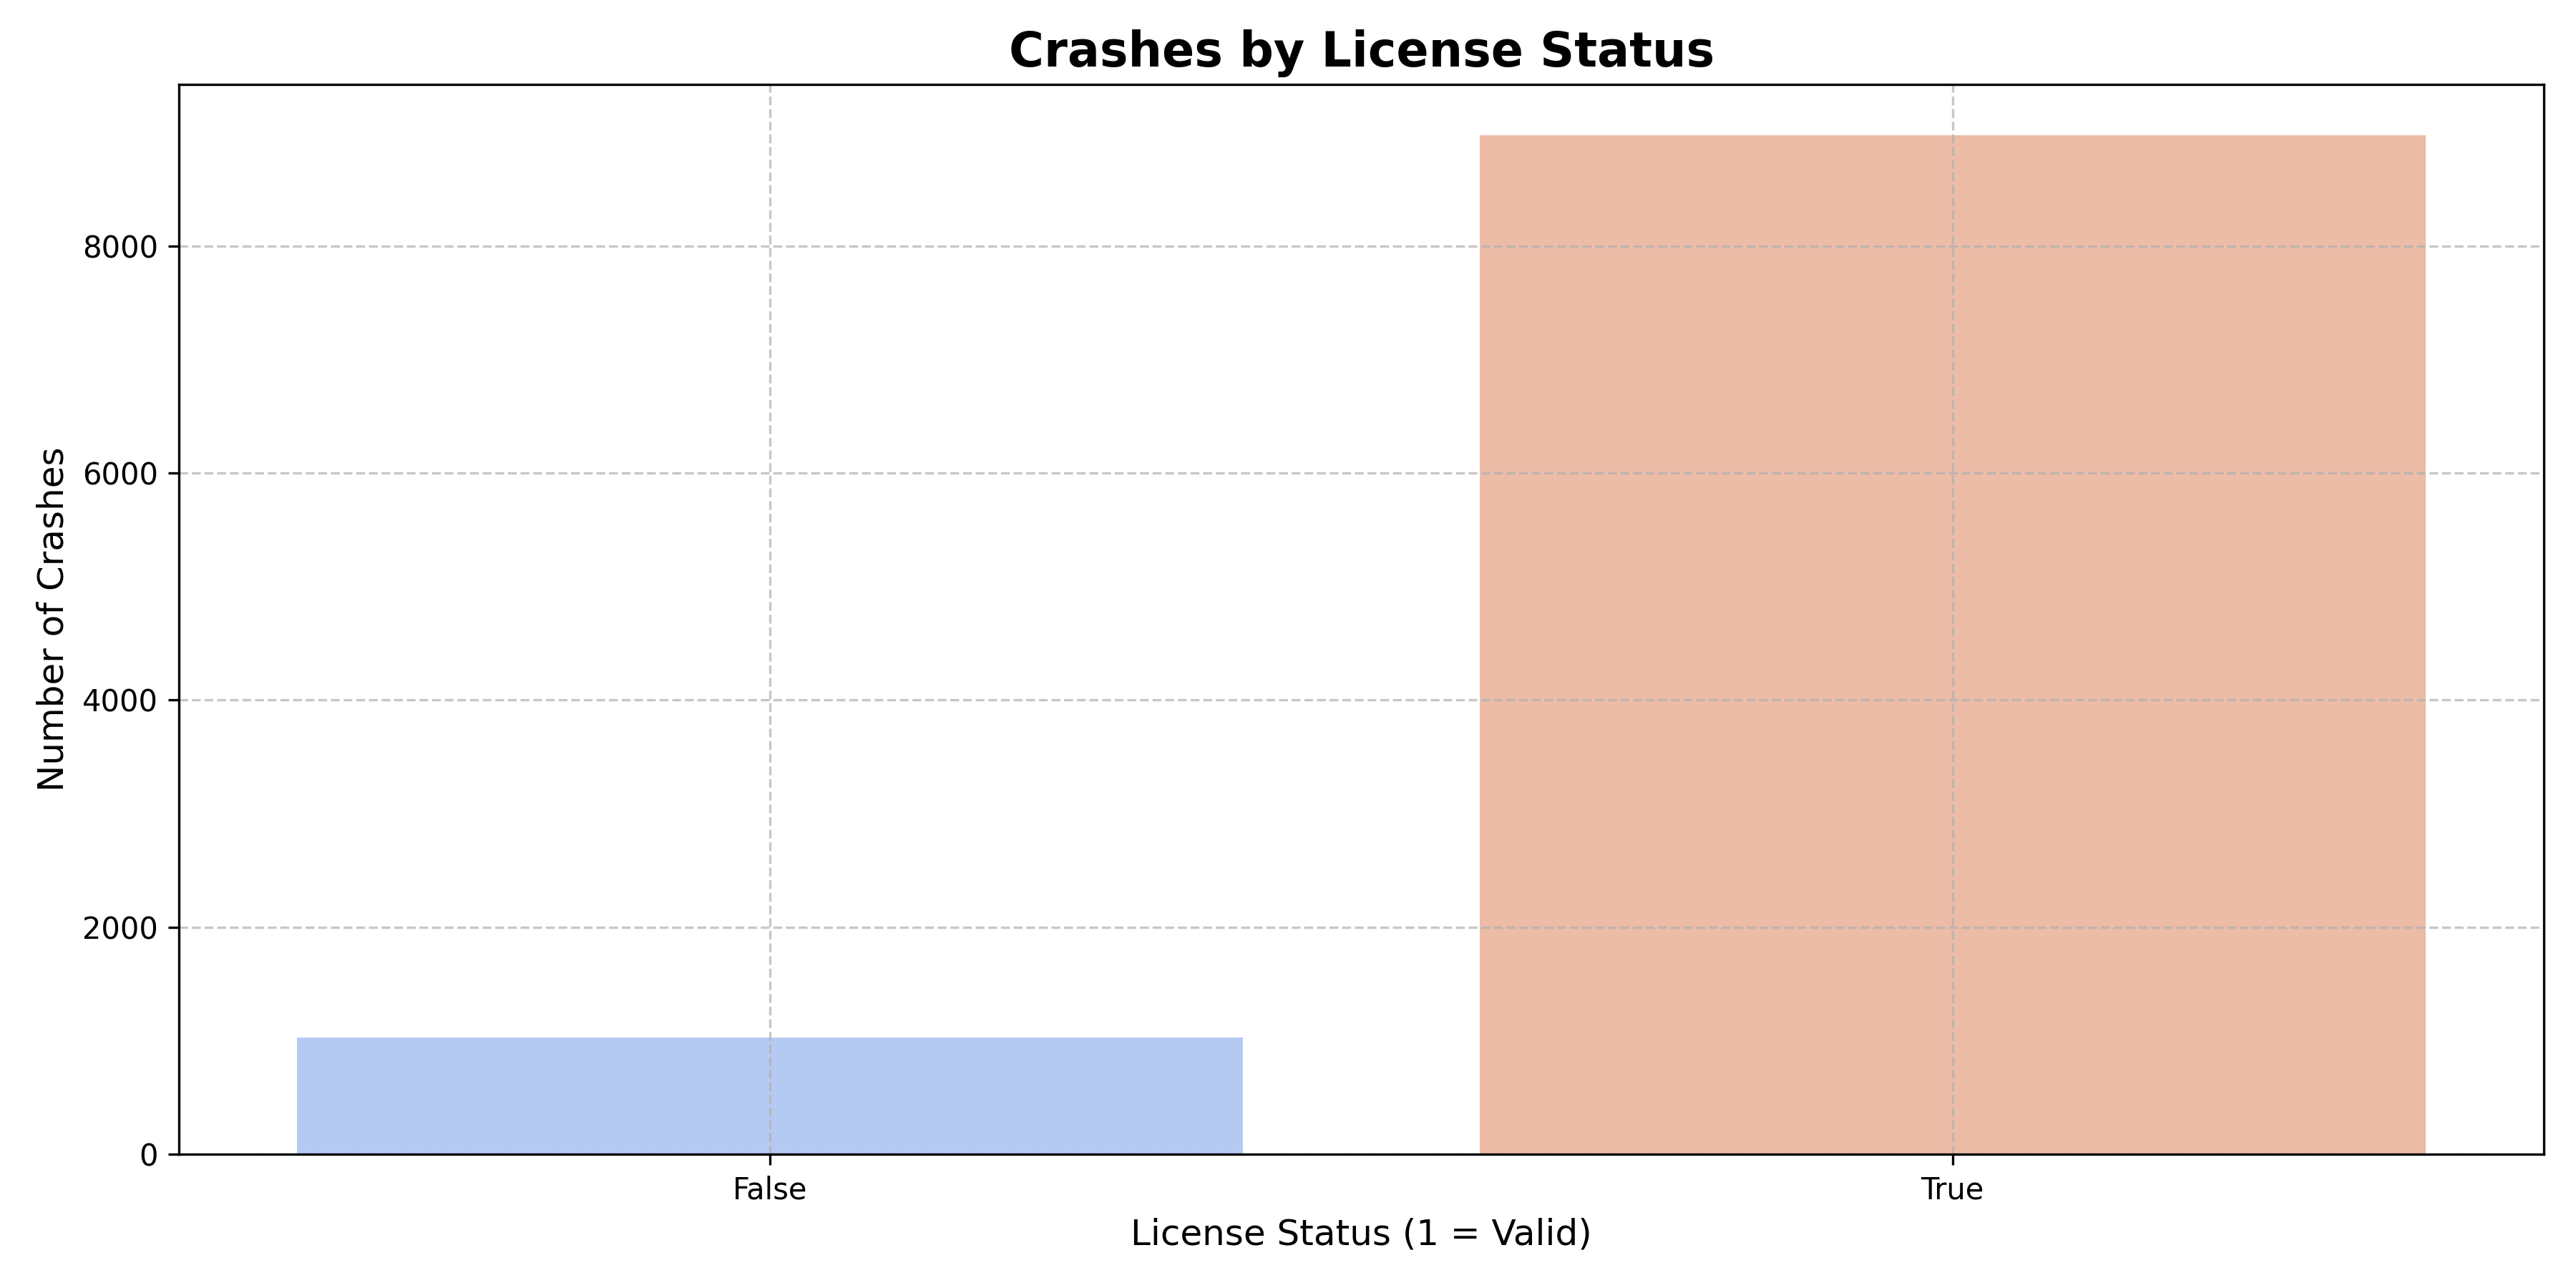 Crashes by License Status
Number of Crashes
8000
6000
4000
2000
0
False
True
License Status (1 = Valid)